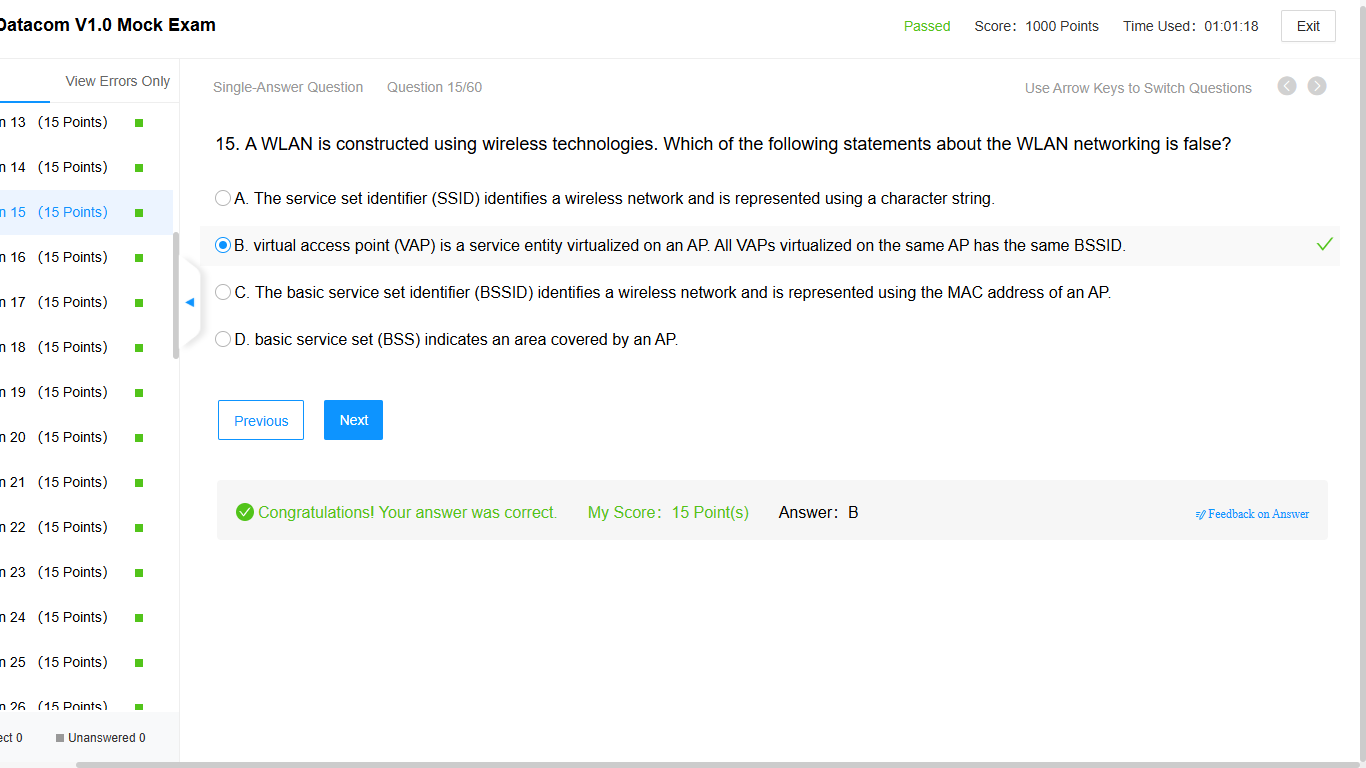 Datacom V1.0 Mock Exam
Passed Score: 1000 Points Time Used: 01:01:18 Exit
View Errors Only
Single-Answer Question Question 15/60 Use Arrow Keys to Switch Questions
n 13 (15 Points)
n 14 (15 Points)
n 15 (15 Points)
n 16 (15 Points)
n 17 (15 Points)
n 18 (15 Points)
n 19 (15 Points)
n 20 (15 Points)
n 21 (15 Points)
n 22 (15 Points)
n 23 (15 Points)
n 24 (15 Points)
n 25 (15 Points)
n 26 (15 Points)
ect 0 Unanswered 0
15. A WLAN is constructed using wireless technologies. Which of the following statements about the WLAN networking is false?
A. The service set identifier (SSID) identifies a wireless network and is represented using a character string.
B. virtual access point (VAP) is a service entity virtualized on an AP. All VAPs virtualized on the same AP has the same BSSID.
C. The basic service set identifier (BSSID) identifies a wireless network and is represented using the MAC address of an AP.
D. basic service set (BSS) indicates an area covered by an AP.
Previous Next
Congratulations! Your answer was correct. My Score: 15 Point(s) Answer: B Feedback on Answer